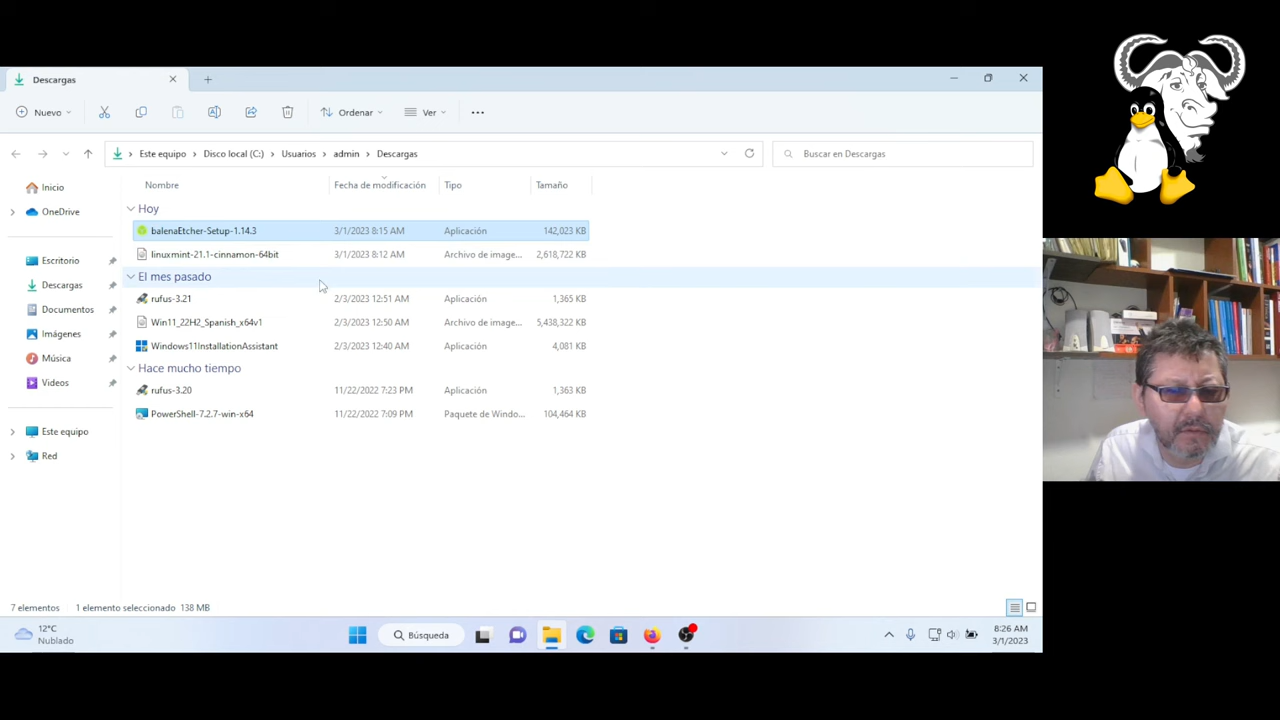 Descargas
Nuevo
Ordenar
Ver
Este equipo
Disco local (C:)
Usuarios
admin
Descargas
Buscar en Descargas
Inicio
OneDrive
Escritorio
Descargas
Documentos
Imágenes
Música
Videos
Este equipo
Red
Nombre Fecha de modificación Tipo Tamaño
Hoy
balenaEtcher-Setup-1.14.3 3/1/2023 8:15 AM Aplicación 142,023 KB
linuxmint-21.1-cinnamon-64bit 3/1/2023 8:12 AM Archivo de image... 2,618,722 KB
El mes pasado
rufus-3.21 2/3/2023 12:51 AM Aplicación 1,365 KB
Win11_22H2_Spanish_x64v1 2/3/2023 12:50 AM Archivo de image... 5,438,322 KB
Windows11InstallationAssistant 2/3/2023 12:40 AM Aplicación 4,081 KB
Hace mucho tiempo
rufus-3.20 11/22/2022 7:23 PM Aplicación 1,363 KB
PowerShell-7.2.7-win-x64 11/22/2022 7:09 PM Paquete de Windo... 104,464 KB
7 elementos 1 elemento seleccionado 138 MB
12°C
Nublado
Búsqueda
8:26 AM
3/1/2023